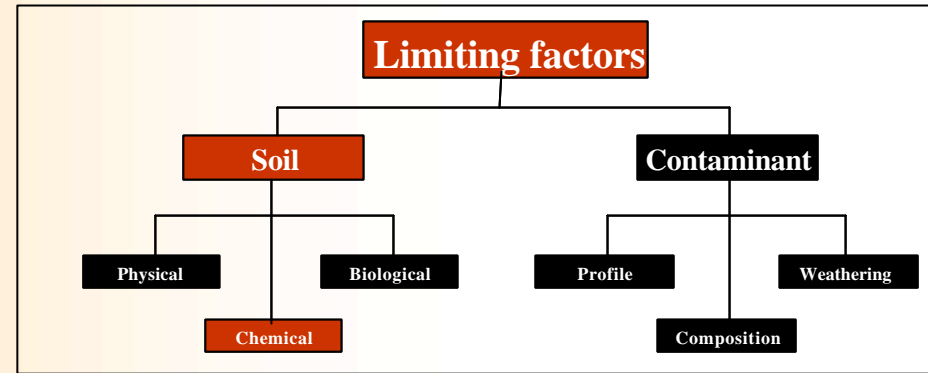 Limiting factors
Soil
Contaminant
Physical
Biological
Profile
Weathering
Chemical
Composition